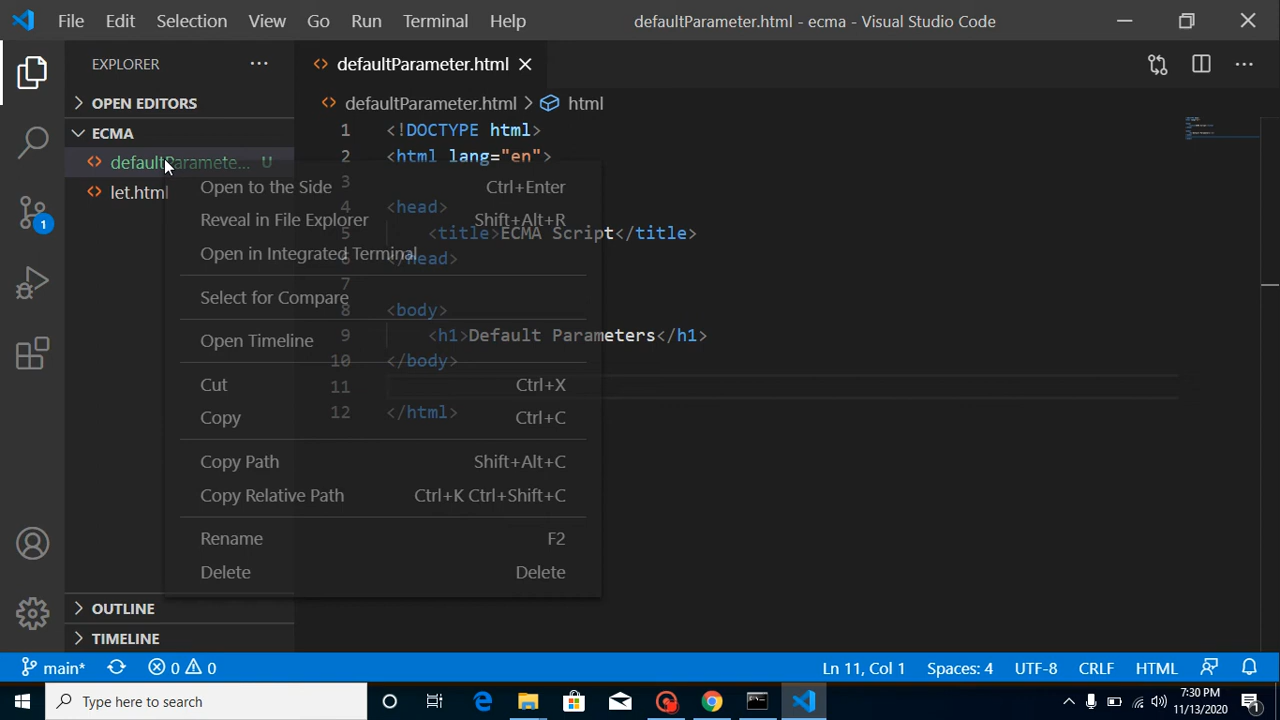 File Edit Selection View Go Run Terminal Help defaultParameter.html - ecma - Visual Studio Code
EXPLORER
OPEN EDITORS
ECMA
defaultParamete... U
let.html
OUTLINE
TIMELINE
defaultParameter.html
defaultParameter.html > html
1 <!DOCTYPE html>
2 <html lang="en">
3
4 <head>
5 <title>ECMA Script</title>
6 </head>
7
8 <body>
9 <h1>Default Parameters</h1>
10 </body>
11
12 </html>
Open to the Side Ctrl+Enter
Reveal in File Explorer Shift+Alt+R
Open in Integrated Terminal
Select for Compare
Open Timeline
Cut Ctrl+X
Copy Ctrl+C
Copy Path Shift+Alt+C
Copy Relative Path Ctrl+K Ctrl+Shift+C
Rename F2
Delete Delete
1
main* 0 0 Ln 11, Col 1 Spaces: 4 UTF-8 CRLF HTML
Type here to search
7:30 PM
11/13/2020
1